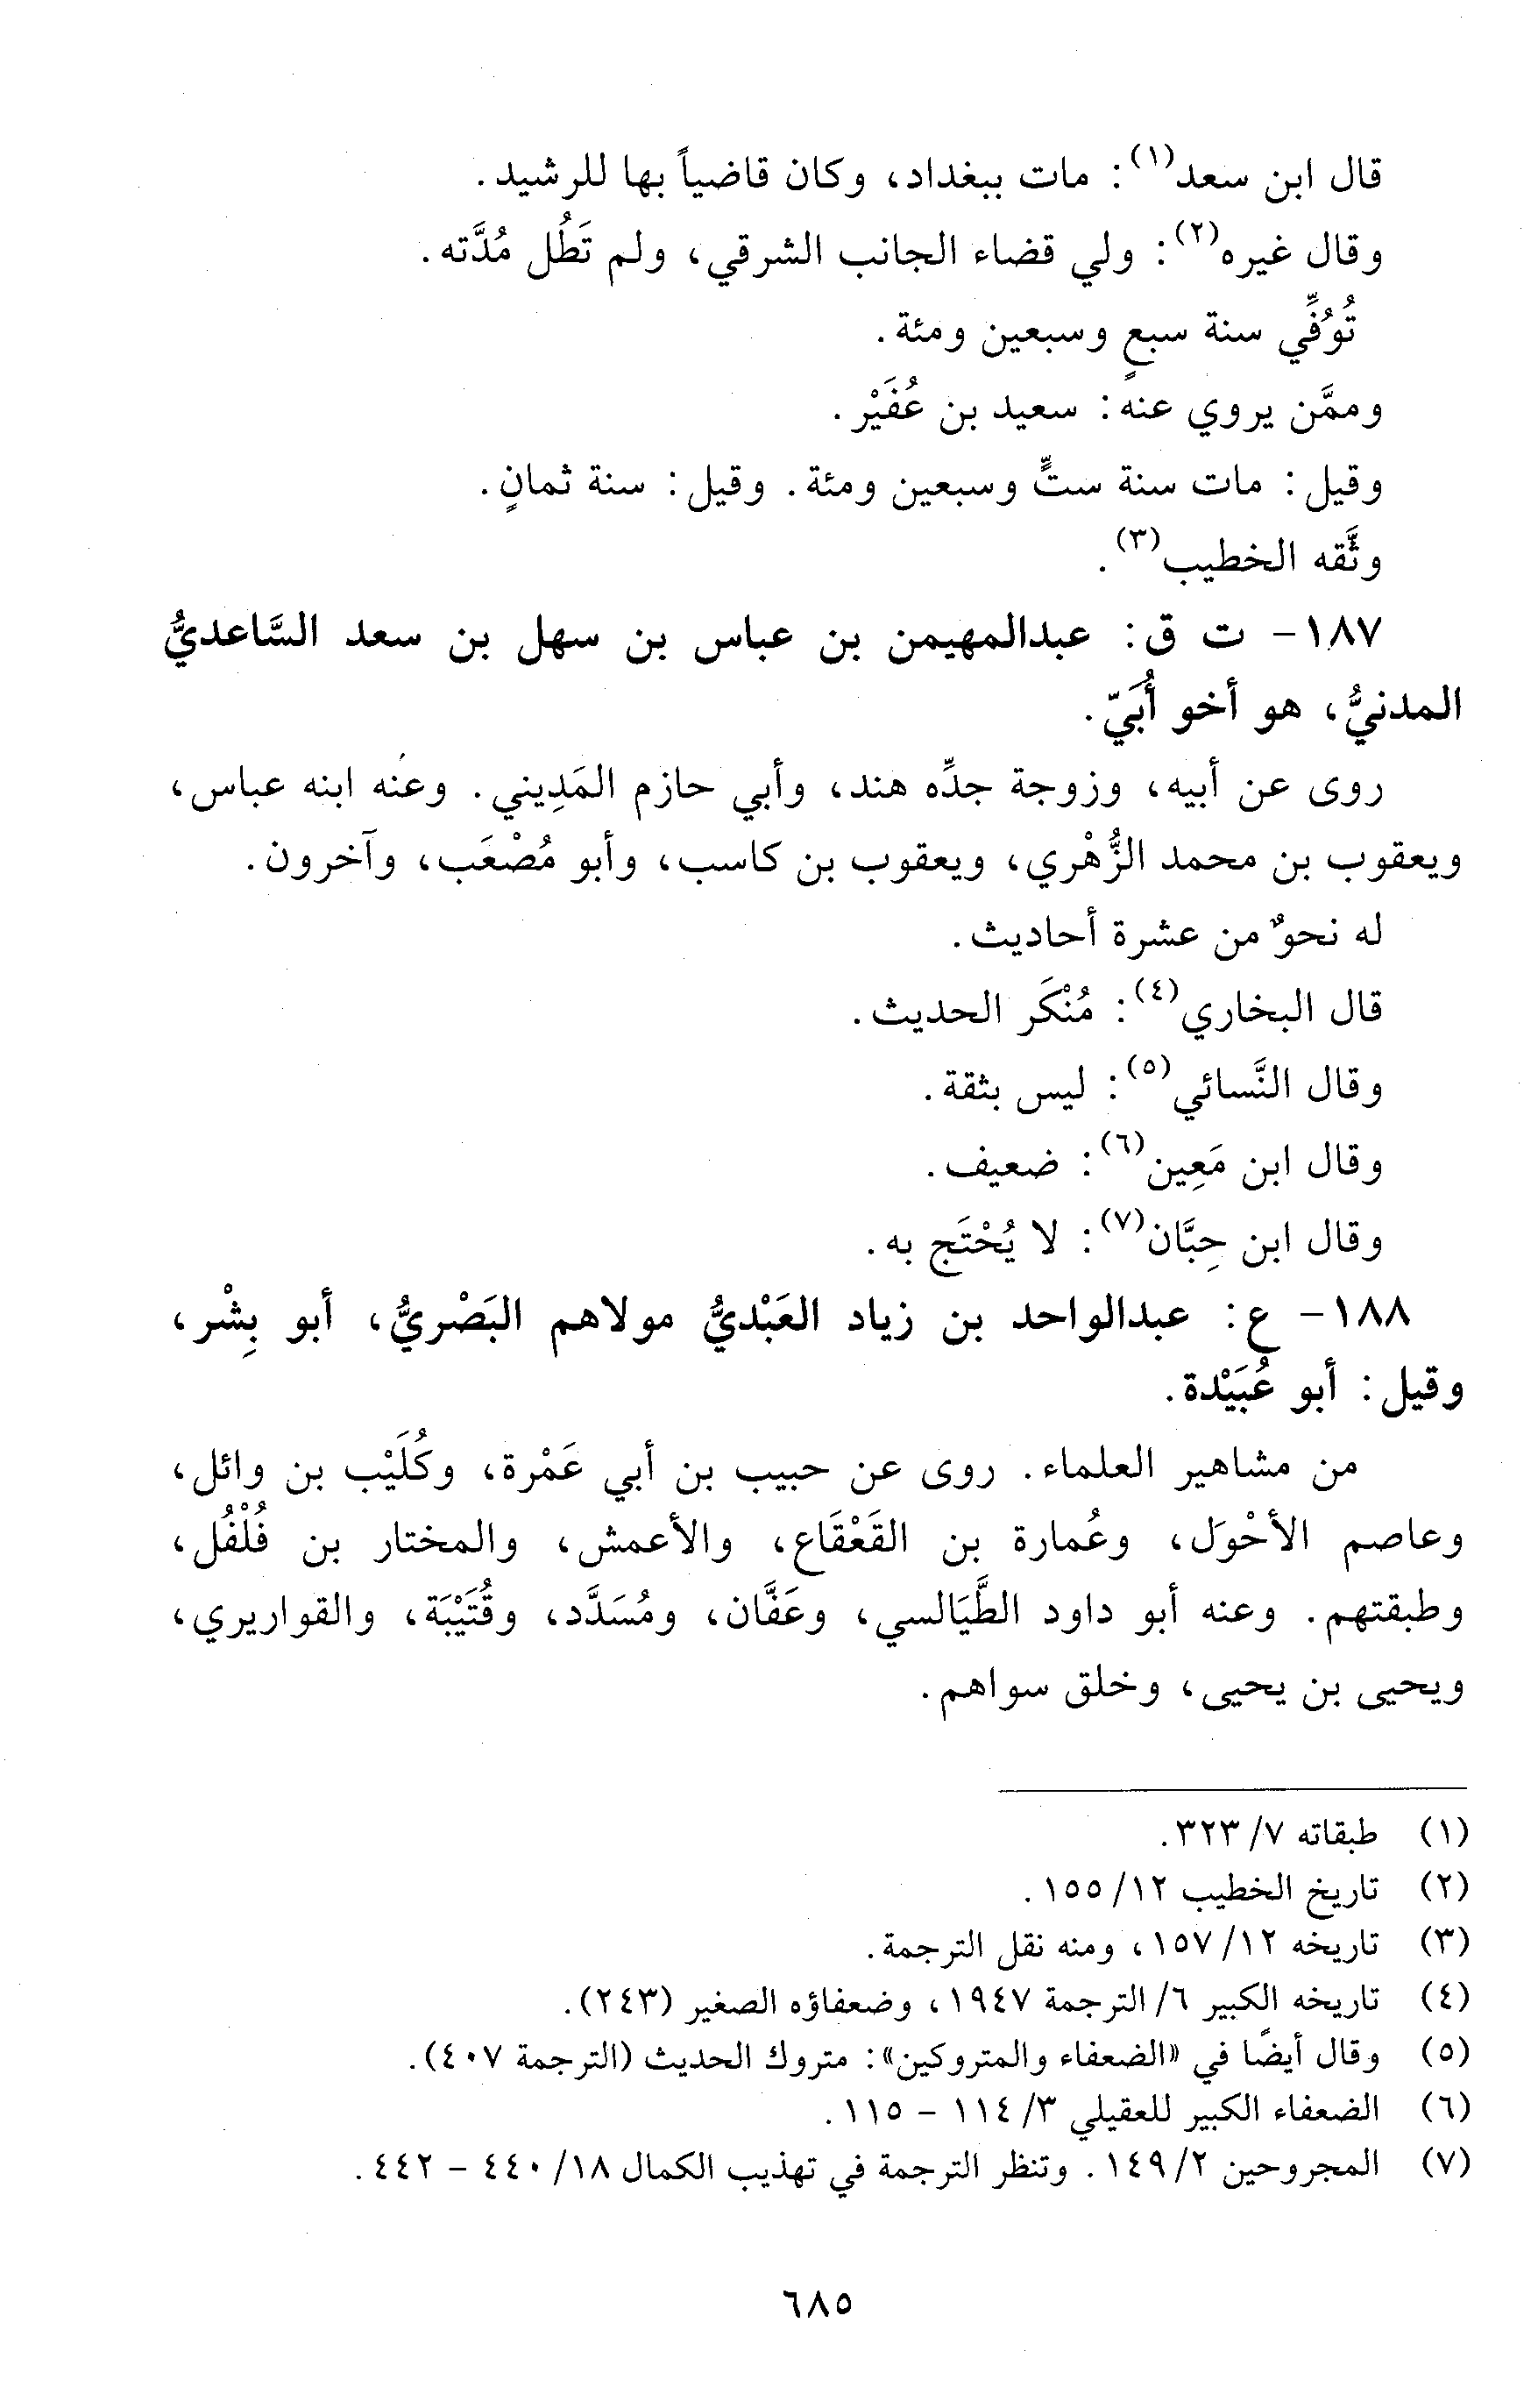 قال ابن سعد(١): مات ببغداد، وكان قاضياً بها للرشيد.
وقال غيره(٢): ولي قضاء الجانب الشرقي، ولم تَطُل مُدَّته.
تُوُفِّي سنة سبعٍ وسبعين ومئة.
وممَّن يروي عنه: سعيد بن عُفَيْر.
وقيل: مات سنة ستٍّ وسبعين ومئة. وقيل: سنة ثمانٍ.
وثَّقه الخطيب(٣).
١٨٧- ت ق: عبدالمهيمن بن عباس بن سهل بن سعد السَّاعديُّ
المدنيُّ، هو أخو أُبَيّ.
روى عن أبيه، وزوجة جدِّه هند، وأبي حازم المَدِيني. وعنه ابنه عباس،
ويعقوب بن محمد الزُّهْري، ويعقوب بن كاسب، وأبو مُصْعَب، وآخرون.
له نحوٌ من عشرة أحاديث.
قال البخاري(٤): مُنْكَر الحديث.
وقال النَّسائي(٥): ليس بثقة.
وقال ابن مَعِين(٦): ضعيف.
وقال ابن حِبَّان(٧): لا يُحْتَج به.
١٨٨- ع: عبدالواحد بن زياد العَبْديُّ مولاهم البَصْريُّ، أبو بِشْر،
وقيل: أبو عُبَيْدة.
من مشاهير العلماء. روى عن حبيب بن أبي عَمْرة، وكُلَيْب بن وائل،
وعاصم الأحْوَل، وعُمارة بن القَعْقَاع، والأعمش، والمختار بن فُلْفُل،
وطبقتهم. وعنه أبو داود الطَّيَالسي، وعَفَّان، ومُسَدَّد، وقُتَيْبَة، والقواريري،
ويحيى بن يحيى، وخلق سواهم.
(١) طبقاته ٧/ ٣٢٣.
(٢) تاريخ الخطيب ١٢/ ١٥٥.
(٣) تاريخه ١٢/ ١٥٧، ومنه نقل الترجمة.
(٤) تاريخه الكبير ٦/ الترجمة ١٩٤٧، وضعفاؤه الصغير (٢٤٣).
(٥) وقال أيضًا في «الضعفاء والمتروكين»: متروك الحديث (الترجمة ٤٠٧).
(٦) الضعفاء الكبير للعقيلي ٣/ ١١٤ - ١١٥.
(٧) المجروحين ٢/ ١٤٩. وتنظر الترجمة في تهذيب الكمال ١٨/ ٤٤٠ - ٤٤٢.
٦٨٥